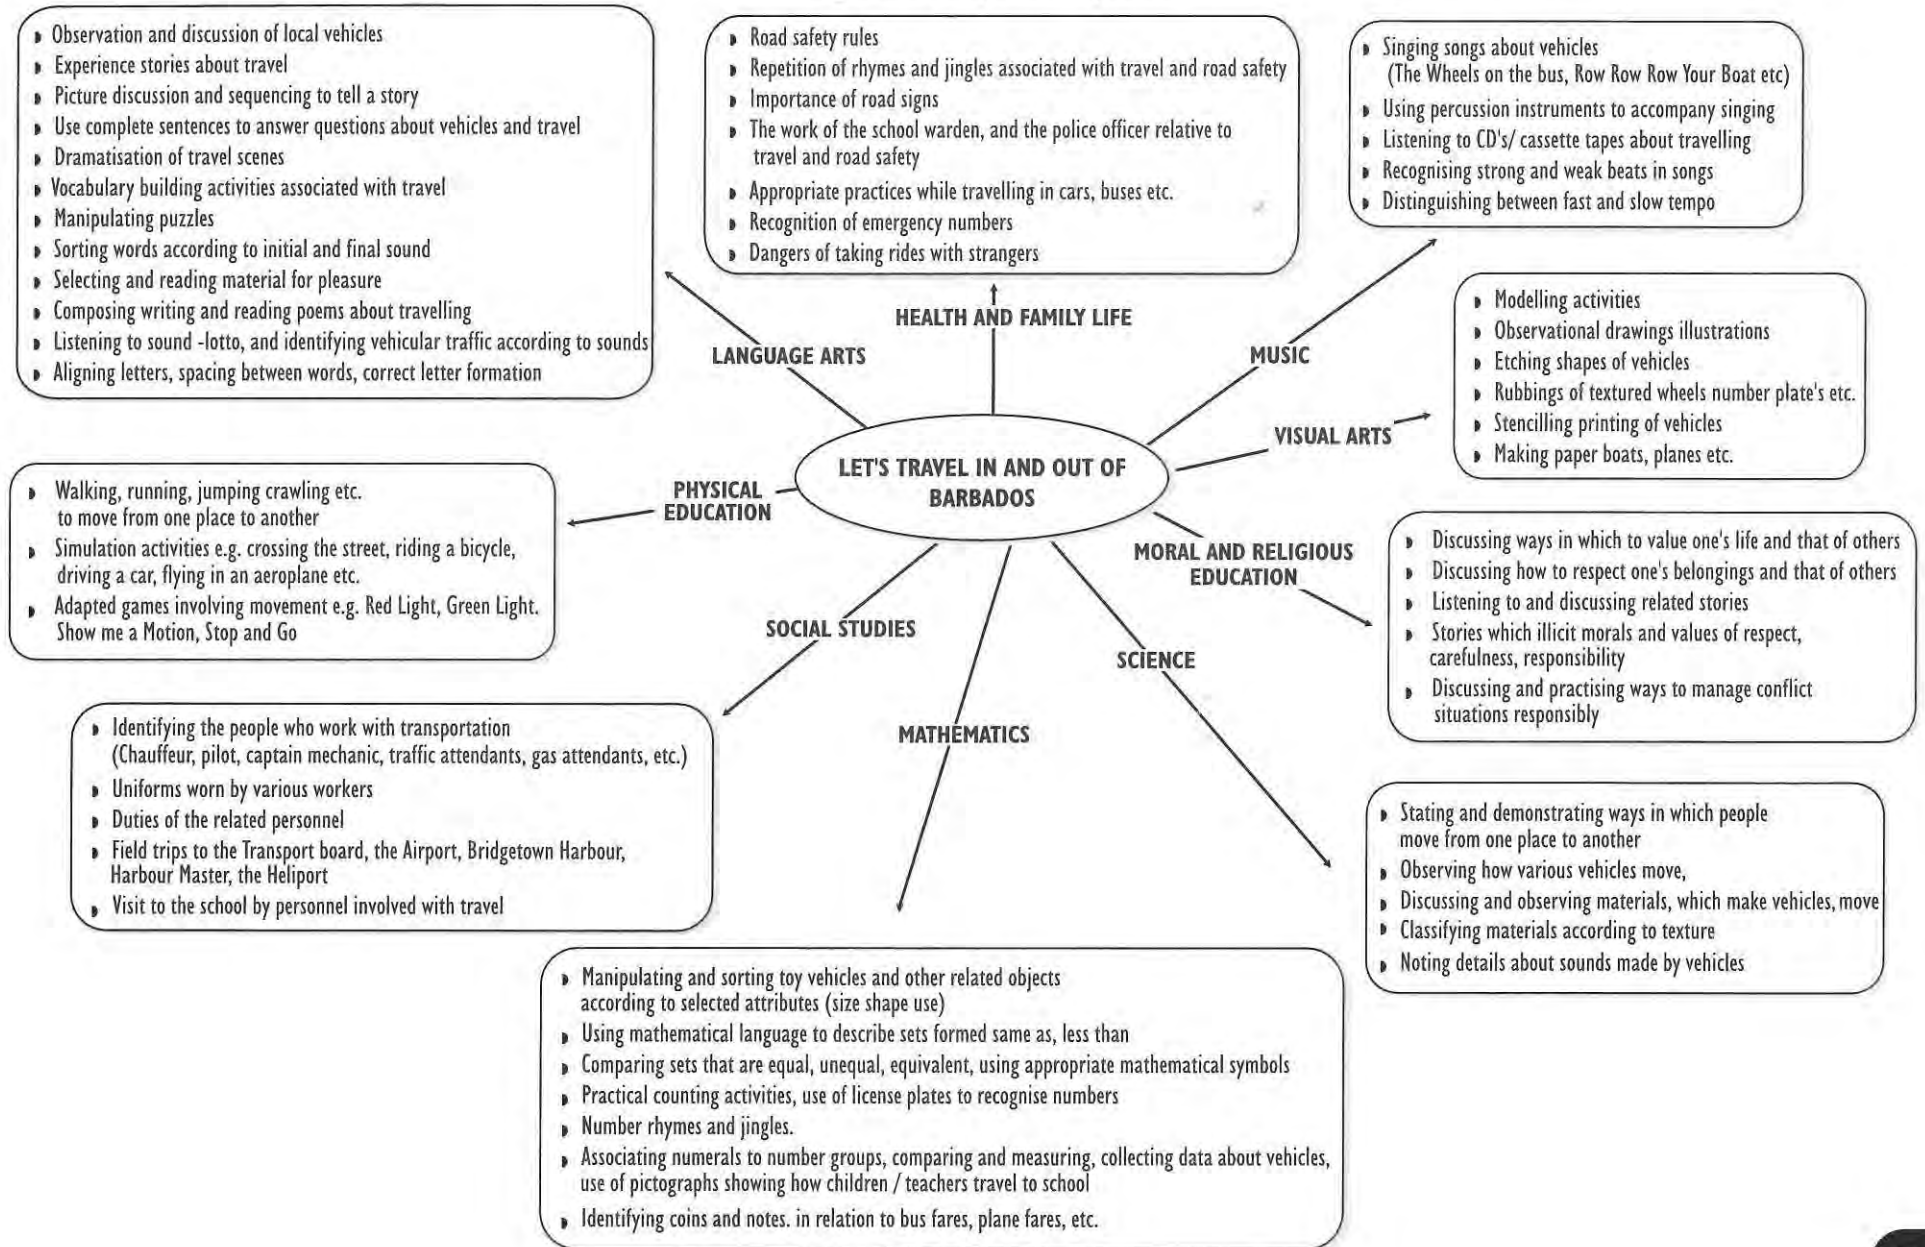 Observation and discussion of local vehicles
Experience stories about travel
Picture discussion and sequencing to tell a story
Use complete sentences to answer questions about vehicles and travel
Dramatisation of travel scenes
Vocabulary building activities associated with travel
Manipulating puzzles
Sorting words according to initial and final sound
Selecting and reading material for pleasure
Composing writing and reading poems about travelling
Listening to sound -lotto, and identifying vehicular traffic according to sounds
Aligning letters, spacing between words, correct letter formation
LANGUAGE ARTS
Road safety rules
Repetition of rhymes and jingles associated with travel and road safety
Importance of road signs
The work of the school warden, and the police officer relative to
travel and road safety
Appropriate practices while travelling in cars, buses etc.
Recognition of emergency numbers
Dangers of taking rides with strangers
HEALTH AND FAMILY LIFE
Singing songs about vehicles
(The Wheels on the bus, Row Row Row Your Boat etc)
Using percussion instruments to accompany singing
Listening to CD's/ cassette tapes about travelling
Recognising strong and weak beats in songs
Distinguishing between fast and slow tempo
MUSIC
Modelling activities
Observational drawings illustrations
Etching shapes of vehicles
Rubbings of textured wheels number plate's etc.
Stencilling printing of vehicles
Making paper boats, planes etc.
VISUAL ARTS
LET'S TRAVEL IN AND OUT OF
BARBADOS
Walking, running, jumping crawling etc.
to move from one place to another
Simulation activities e.g. crossing the street, riding a bicycle,
driving a car, flying in an aeroplane etc.
Adapted games involving movement e.g. Red Light, Green Light.
Show me a Motion, Stop and Go
PHYSICAL
EDUCATION
MORAL AND RELIGIOUS
EDUCATION
Discussing ways in which to value one's life and that of others
Discussing how to respect one's belongings and that of others
Listening to and discussing related stories
Stories which illicit morals and values of respect,
carefulness, responsibility
Discussing and practising ways to manage conflict
situations responsibly
SOCIAL STUDIES
Identifying the people who work with transportation
(Chauffeur, pilot, captain mechanic, traffic attendants, gas attendants, etc.)
Uniforms worn by various workers
Duties of the related personnel
Field trips to the Transport board, the Airport, Bridgetown Harbour,
Harbour Master, the Heliport
Visit to the school by personnel involved with travel
SCIENCE
Stating and demonstrating ways in which people
move from one place to another
Observing how various vehicles move,
Discussing and observing materials, which make vehicles, move
Classifying materials according to texture
Noting details about sounds made by vehicles
MATHEMATICS
Manipulating and sorting toy vehicles and other related objects
according to selected attributes (size shape use)
Using mathematical language to describe sets formed same as, less than
Comparing sets that are equal, unequal, equivalent, using appropriate mathematical symbols
Practical counting activities, use of license plates to recognise numbers
Number rhymes and jingles.
Associating numerals to number groups, comparing and measuring, collecting data about vehicles,
use of pictographs showing how children / teachers travel to school
Identifying coins and notes. in relation to bus fares, plane fares, etc.